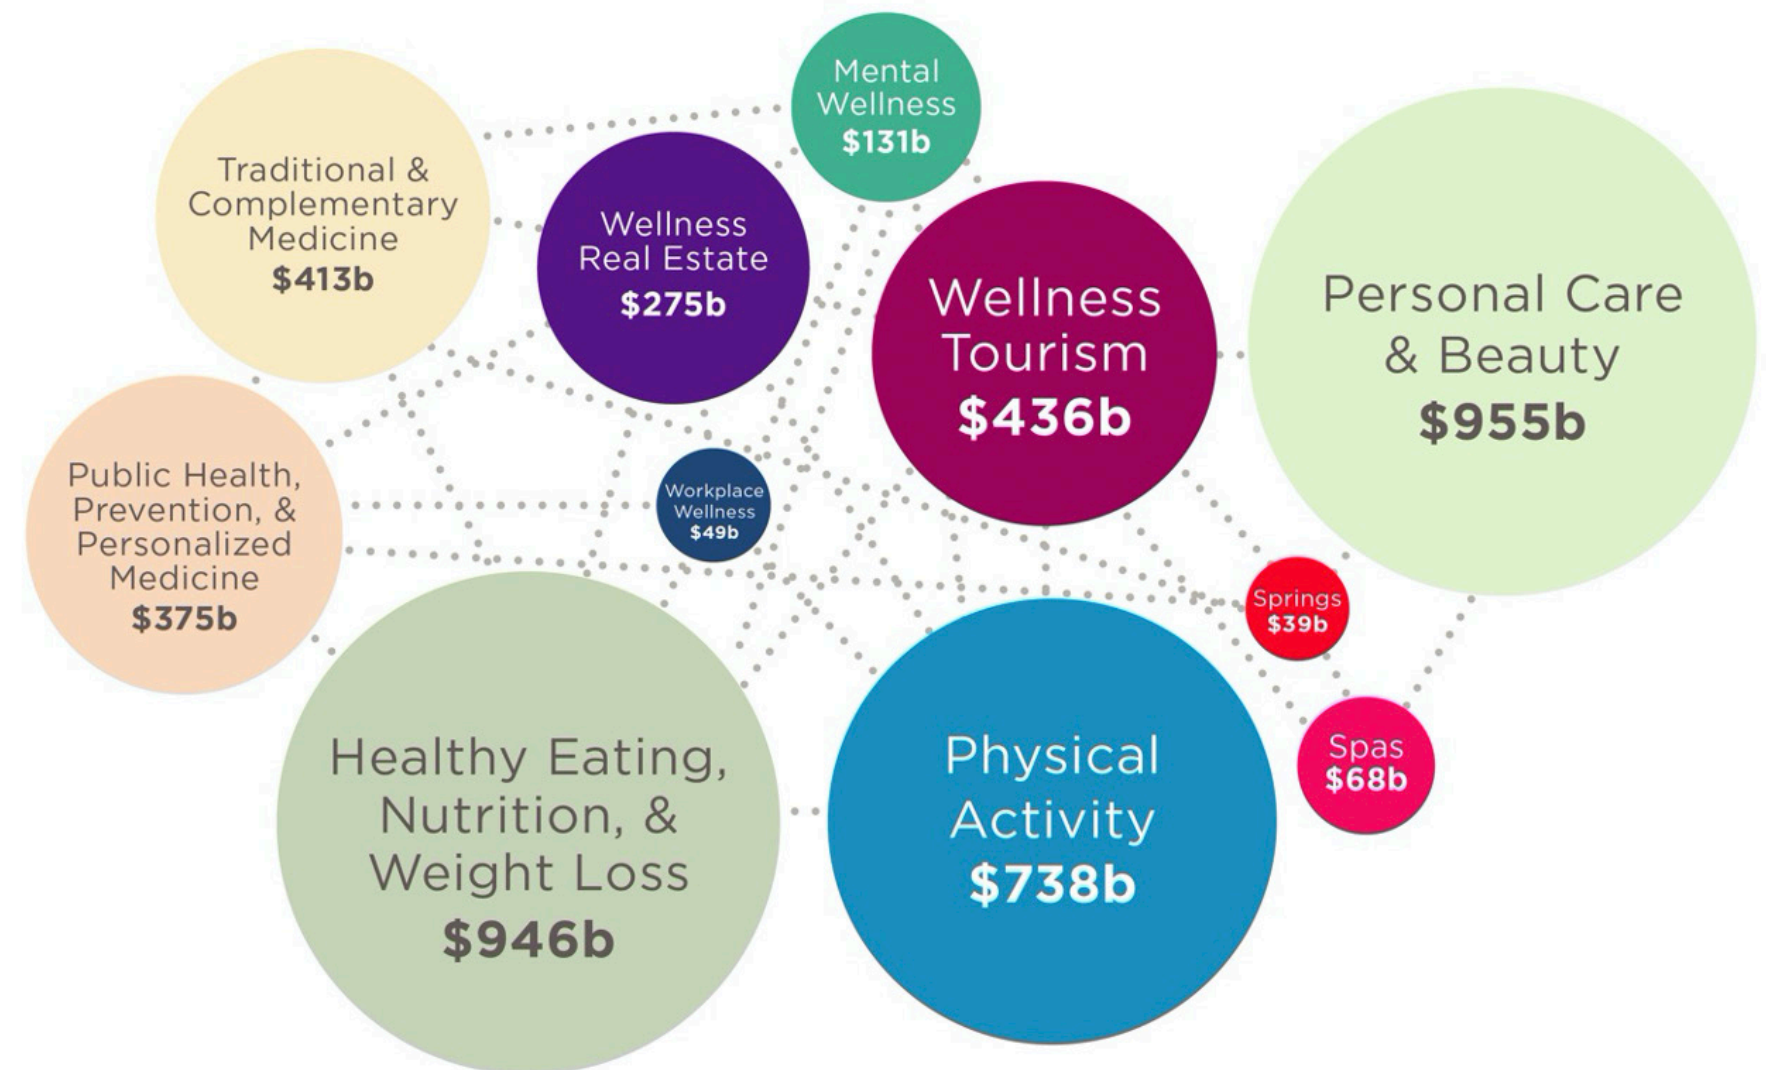 Mental
Wellness
$131b
Traditional &
Complementary
Medicine
$413b
Wellness
Real Estate
$275b
Wellness
Tourism
$436b
Personal Care
& Beauty
$955b
Public Health,
Prevention, &
Personalized
Medicine
$375b
Workplace
Wellness
$49b
Springs
$39b
Healthy Eating,
Nutrition, &
Weight Loss
$946b
Physical
Activity
$738b
Spas
$68b